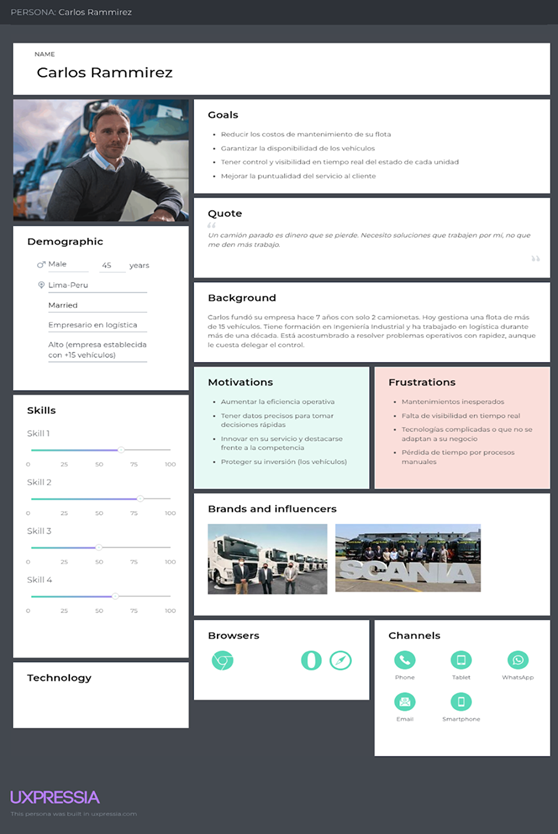 PERSONA: Carlos Rammirez
NAME
Carlos Rammirez
Demographic
Male
45 years
Lima-Peru
Married
Empresario en logística
Alto (empresa establecida
con +15 vehículos)
Skills
Skill 1
0 25 50 75 100
Skill 2
0 25 50 75 100
Skill 3
0 25 50 75 100
Skill 4
0 25 50 75 100
Technology
Goals
• Reducir los costos de mantenimiento de su flota
• Garantizar la disponibilidad de los vehículos
• Tener control y visibilidad en tiempo real del estado de cada unidad
• Mejorar la puntualidad del servicio al cliente
Quote
“
Un camión parado es dinero que se pierde. Necesito soluciones que trabajen por mí, no que
me den más trabajo.
”
Background
Carlos fundó su empresa hace 7 años con solo 2 camionetas. Hoy gestiona una flota de más
de 15 vehículos. Tiene formación en Ingeniería Industrial y ha trabajado en logística durante
más de una década. Está acostumbrado a resolver problemas operativos con rapidez, aunque
le cuesta delegar el control.
Motivations
• Aumentar la eficiencia operativa
• Tener datos precisos para tomar
decisiones rápidas
• Innovar en su servicio y destacarse
frente a la competencia
• Proteger su inversión (los vehículos)
Frustrations
• Mantenimientos inesperados
• Falta de visibilidad en tiempo real
• Tecnologías complicadas o que no se
adaptan a su negocio
• Pérdida de tiempo por procesos
manuales
Brands and influencers
SCANIA
Browsers
Channels
Phone
Tablet
WhatsApp
Email
Smartphone
UXPRESSIA
This persona was built in uxpressia.com